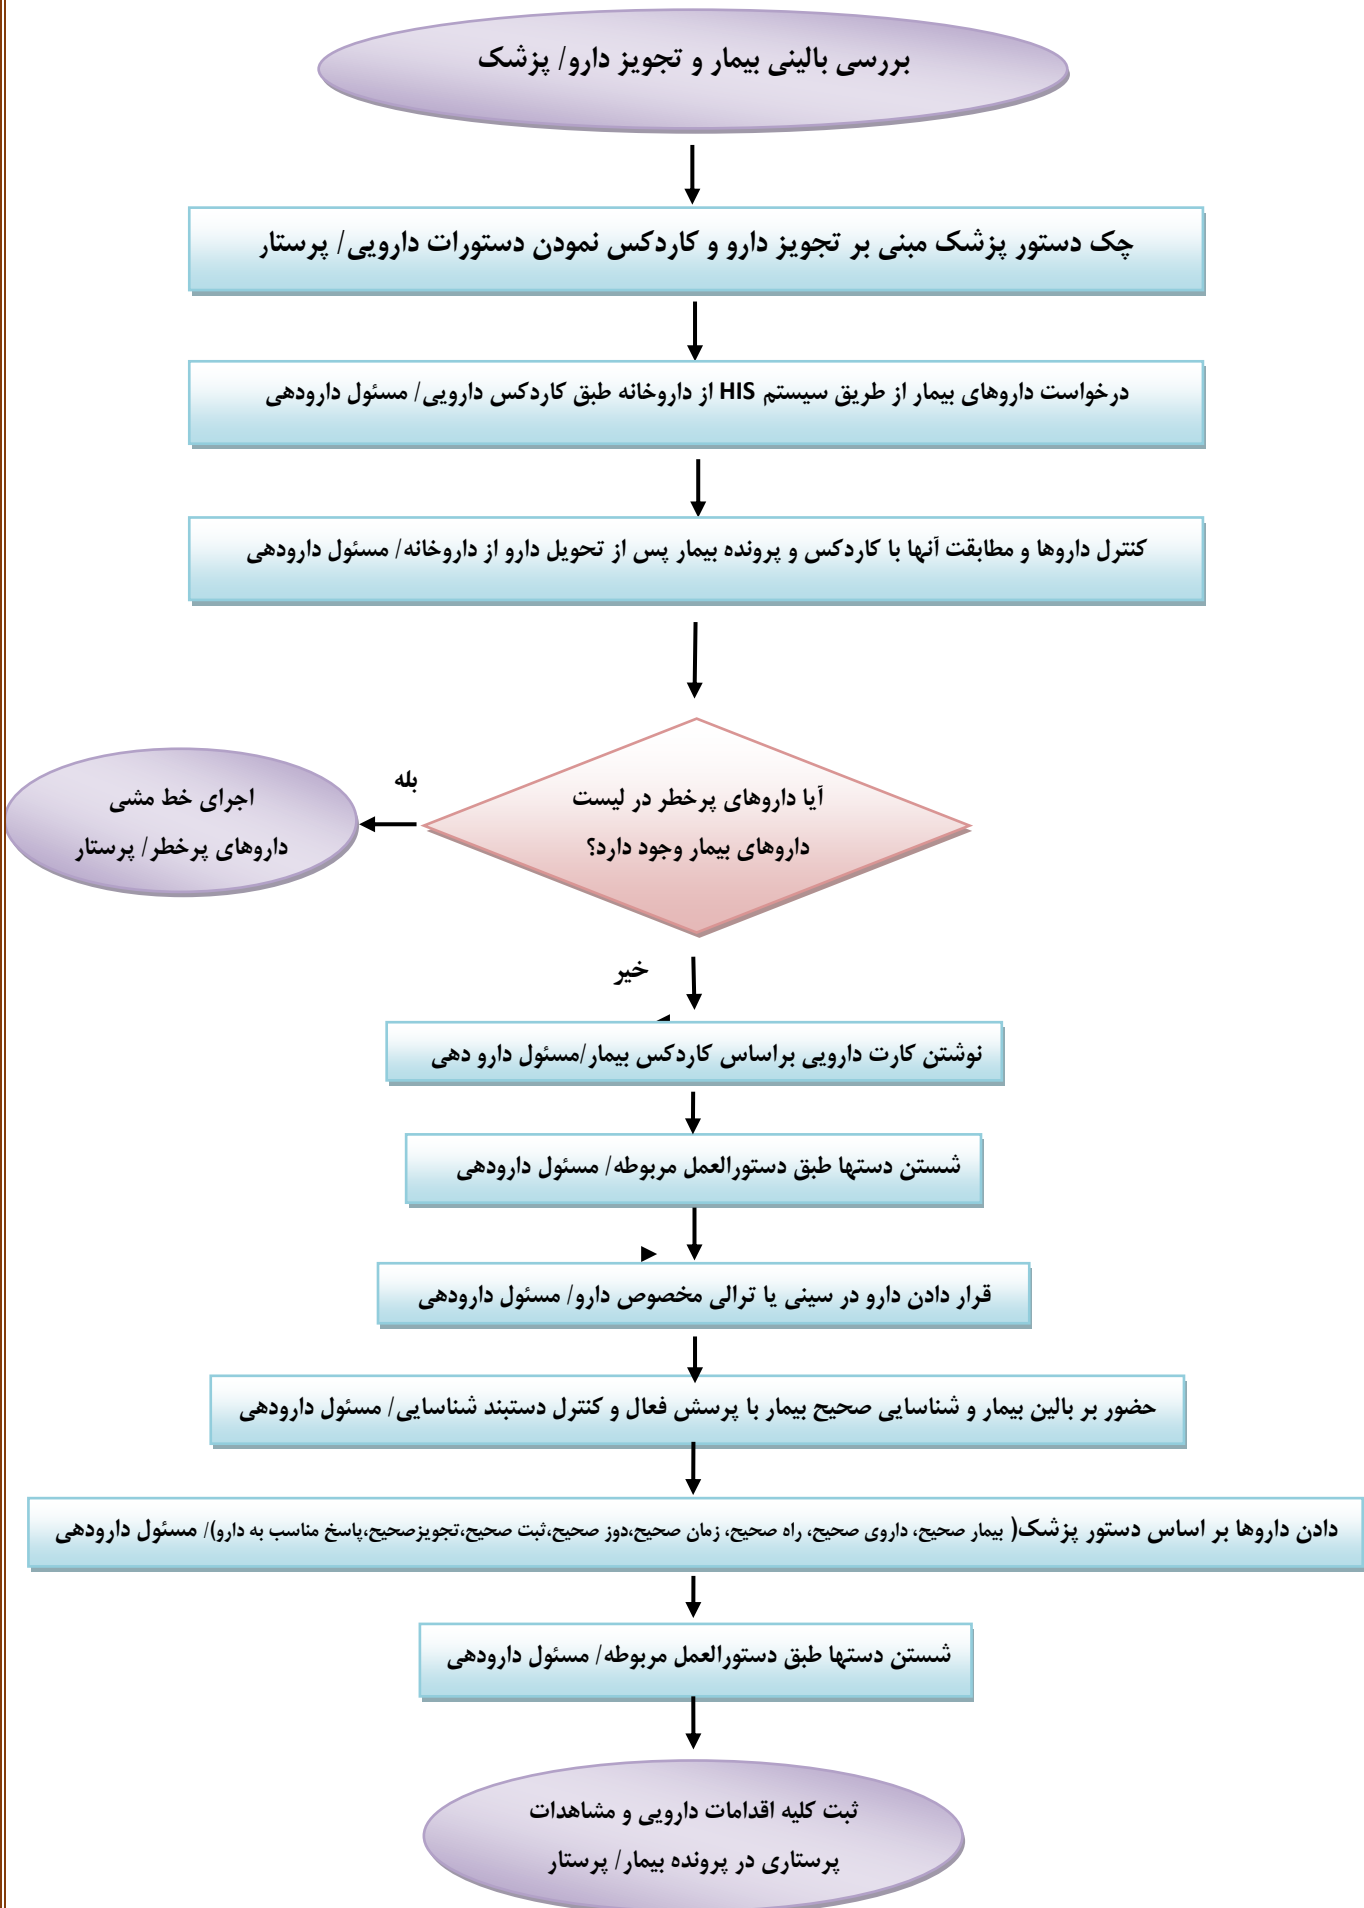 بررسی بالینی بیمار و تجویز دارو/ پزشک
چک دستور پزشک مبنی بر تجویز دارو و کاردکس نمودن دستورات دارویی/ پرستار
درخواست داروهای بیمار از طریق سیستم HIS از داروخانه طبق کاردکس دارویی/ مسئول دارودهی
کنترل داروها و مطابقت آنها با کاردکس و پرونده بیمار پس از تحویل دارو از داروخانه/ مسئول دارودهی
آیا داروهای پرخطر در لیست
داروهای بیمار وجود دارد؟
بله
اجرای خط مشی
داروهای پرخطر/ پرستار
خیر
نوشتن کارت دارویی براساس کاردکس بیمار/مسئول دارو دهی
شستن دستها طبق دستورالعمل مربوطه/ مسئول دارودهی
قرار دادن دارو در سینی یا ترالی مخصوص دارو/ مسئول دارودهی
حضور بر بالین بیمار و شناسایی صحیح بیمار با پرسش فعال و کنترل دستبند شناسایی/ مسئول دارودهی
دادن داروها بر اساس دستور پزشک( بیمار صحیح، داروی صحیح، راه صحیح، زمان صحیح،دوز صحیح،ثبت صحیح،تجویزصحیح،پاسخ مناسب به دارو)/ مسئول دارودهی
شستن دستها طبق دستورالعمل مربوطه/ مسئول دارودهی
ثبت کلیه اقدامات دارویی و مشاهدات
پرستاری در پرونده بیمار/ پرستار